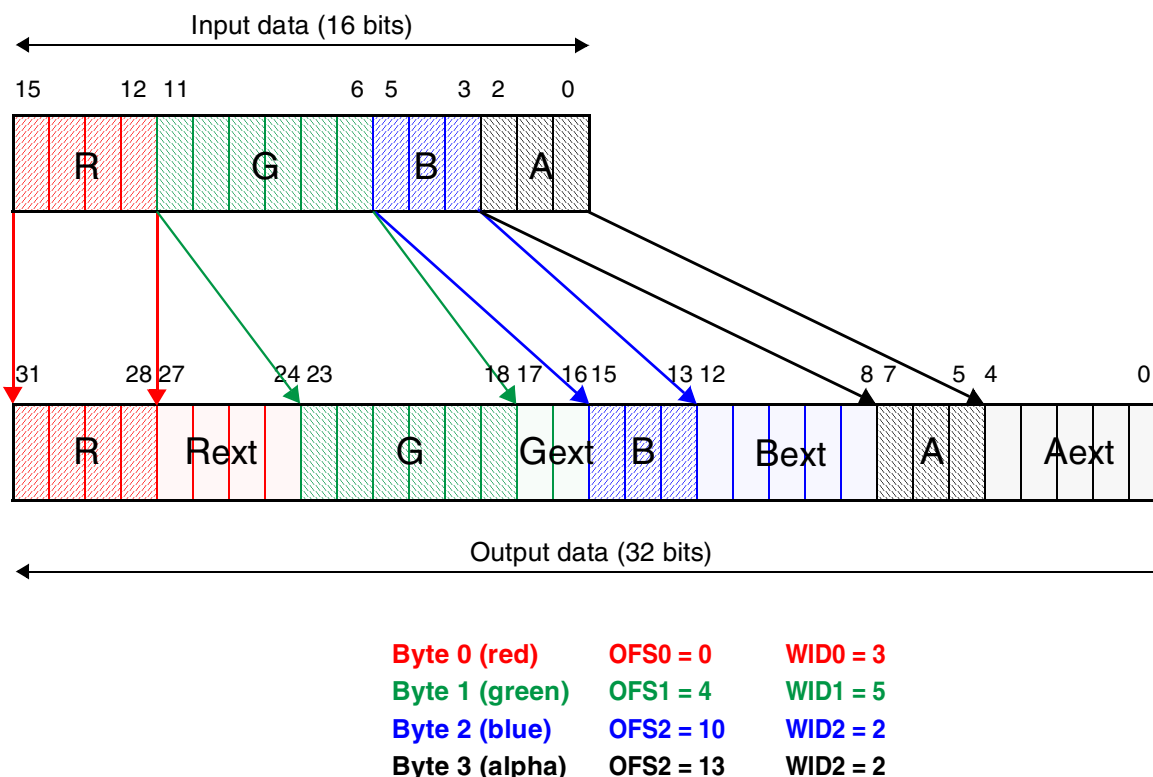 Input data (16 bits)
15 12 11 6 5 3 2 0
R G B A
31 28 27 24 23 18 17 16 15 13 12 8 7 5 4 0
R Rext G Gext B Bext A Aext
Output data (32 bits)
Byte 0 (red) OFS0 = 0 WID0 = 3
Byte 1 (green) OFS1 = 4 WID1 = 5
Byte 2 (blue) OFS2 = 10 WID2 = 2
Byte 3 (alpha) OFS2 = 13 WID2 = 2